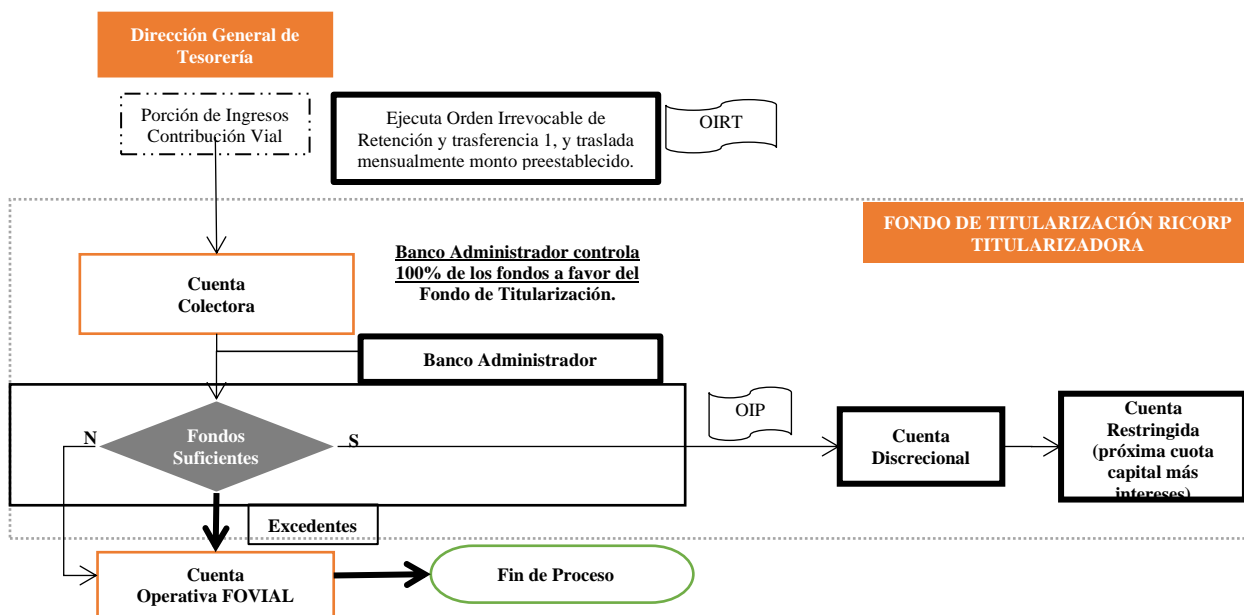 Dirección General de
Tesorería
Porción de Ingresos
Contribución Vial
Ejecuta Orden Irrevocable de
Retención y trasferencia 1, y traslada
mensualmente monto preestablecido.
OIRT
FONDO DE TITULARIZACIÓN RICORP
TITULARIZADORA
Banco Administrador controla
100% de los fondos a favor del
Fondo de Titularización.
Cuenta
Colectora
Banco Administrador
OIP
N
Fondos
Suficientes
S
Cuenta
Discrecional
Cuenta
Restringida
(próxima cuota
capital más
intereses)
Excedentes
Cuenta
Operativa FOVIAL
Fin de Proceso